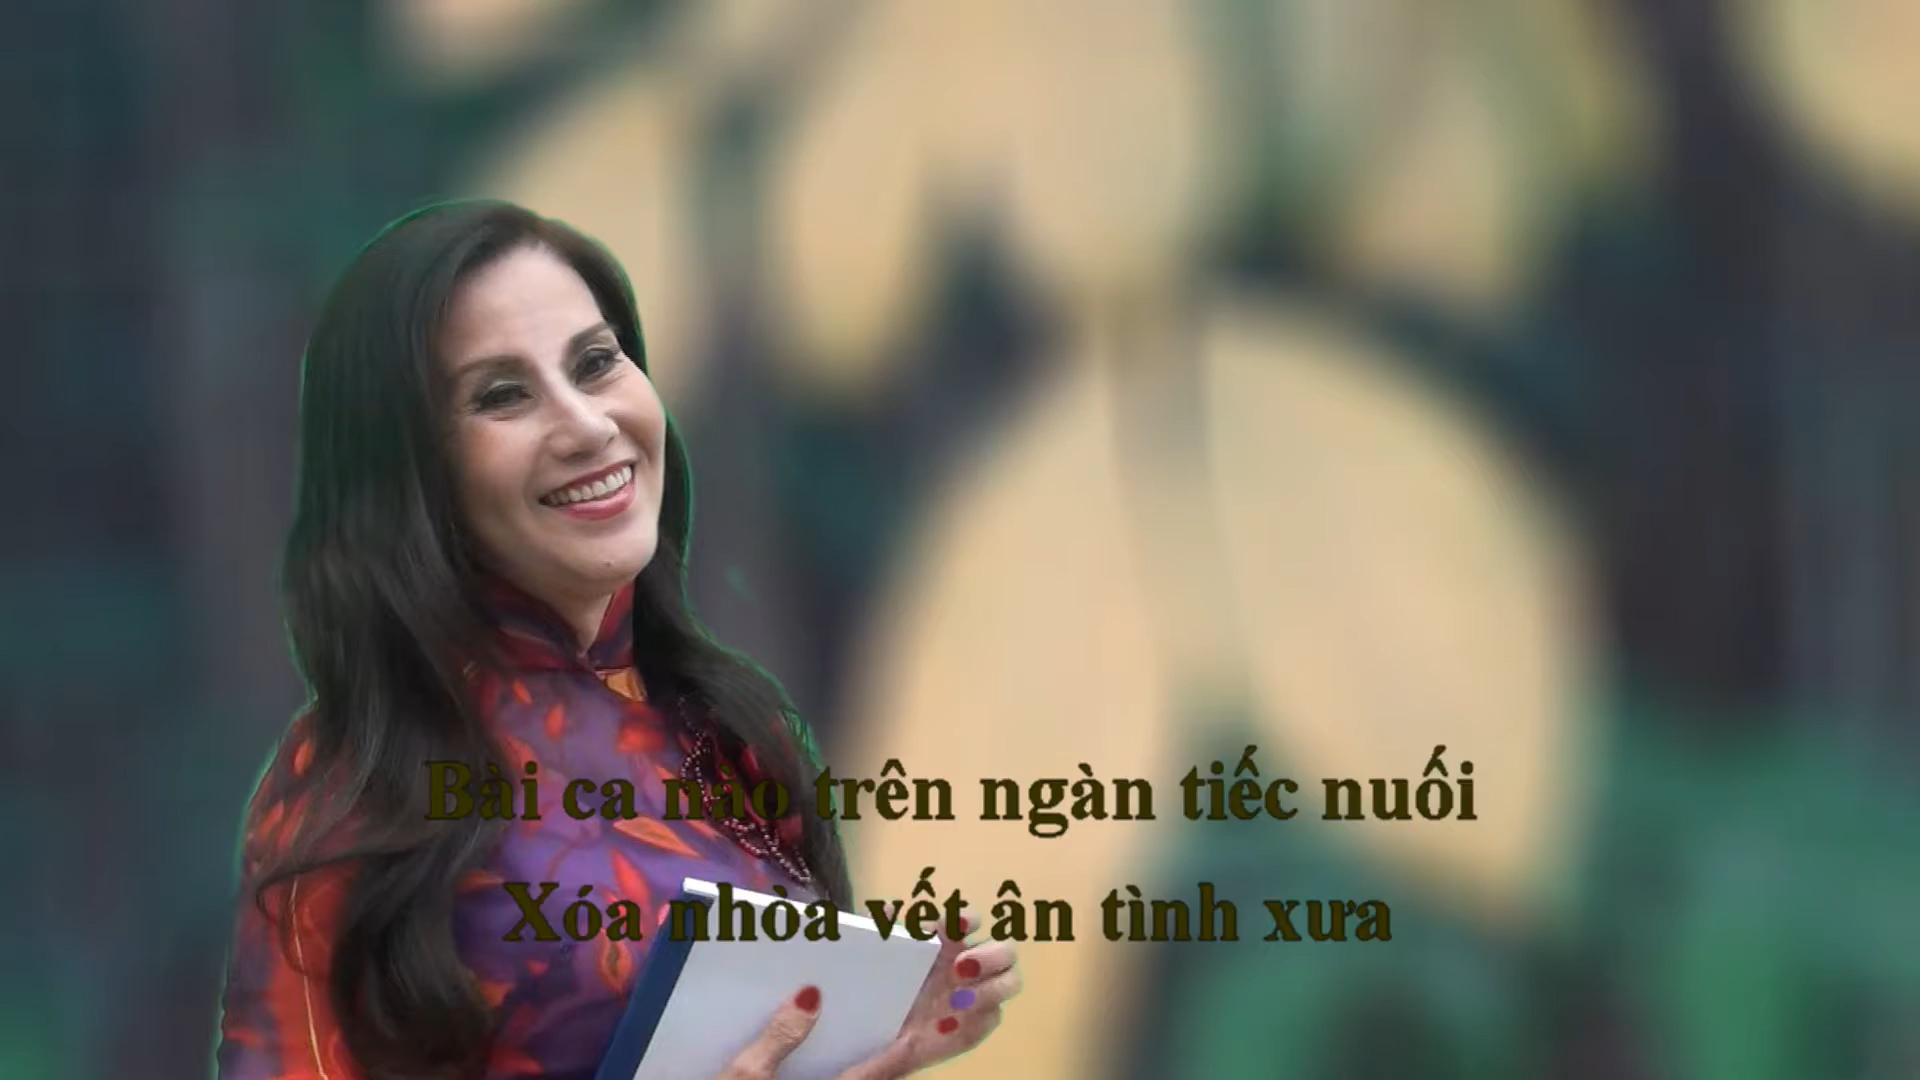 Bài ca nào trên ngàn tiếc nuối
Xóa nhòa vết ân tình xưa